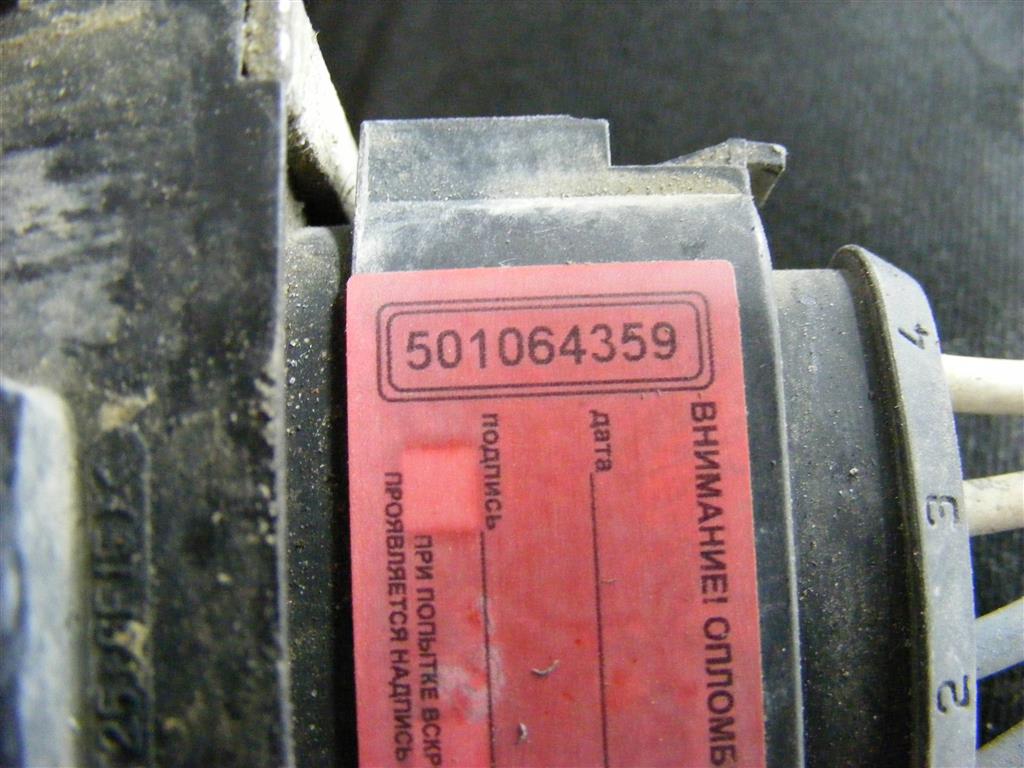 501064359
ВНИМАНИЕ! ОПЛОМБ
дата
подпись
ПРИ ПОПЫТКЕ ВСКР
ПРОЯВЛЯЕТСЯ НАДПИСЬ
4
3
2